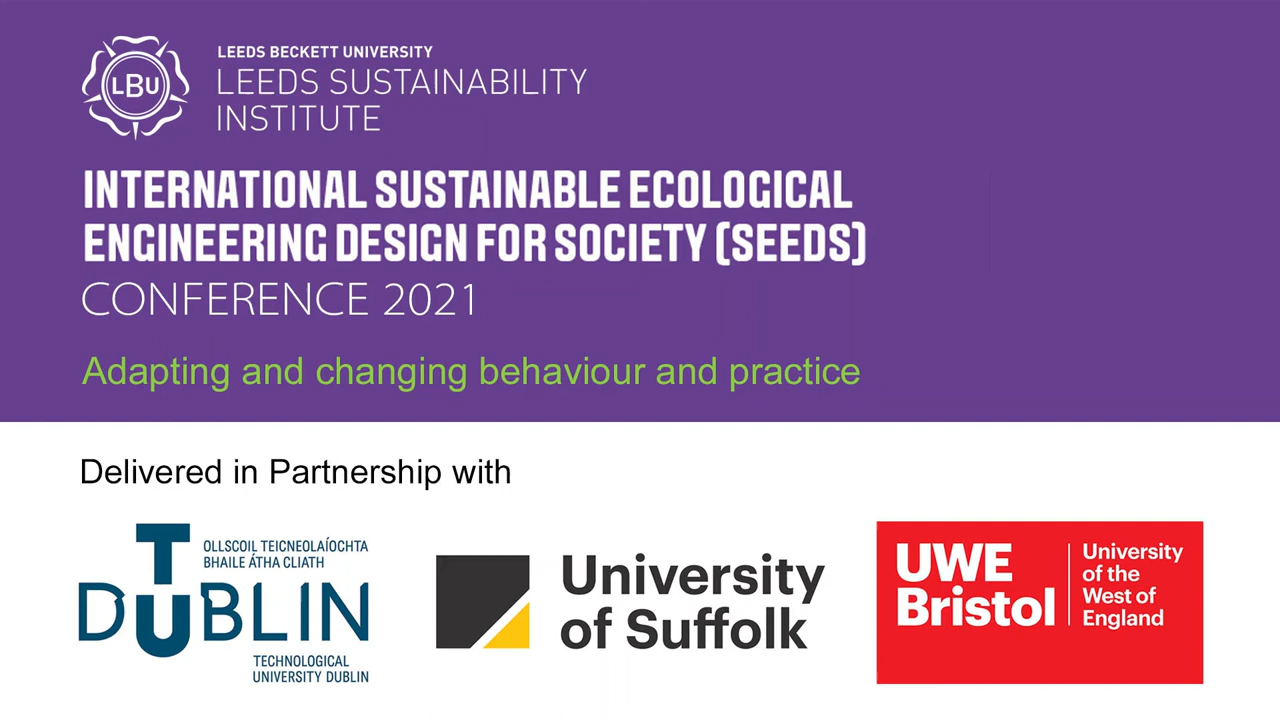 LBU
LEEDS BECKETT UNIVERSITY
LEEDS SUSTAINABILITY
INSTITUTE
INTERNATIONAL SUSTAINABLE ECOLOGICAL
ENGINEERING DESIGN FOR SOCIETY (SEEDS)
CONFERENCE 2021
Adapting and changing behaviour and practice
Delivered in Partnership with
OLLSCOIL TEICNEOLAÍOCHTA
BHAILE ÁTHA CLIATH
TU DUBLIN
TECHNOLOGICAL
UNIVERSITY DUBLIN
University
of Suffolk
UWE
Bristol
University
of the
West of
England